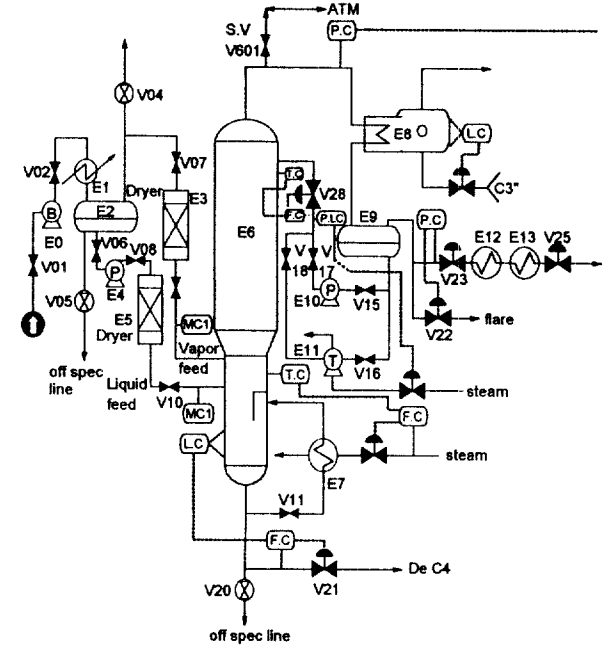 ATM
S.V
V601
P.C
V04
V02
E1
Dryer
V07
E3
T.C
V28
F.C
P.I.C
E8
L.C
C3"
B
E2
E0
V01
V06
V08
P
E4
V05
E5
Dryer
off spec
line
Liquid
feed
V10
MC1
MC1
Vapor
feed
E6
V
18
V
17
E9
P.C
E12
E13
V25
V23
V22
flare
P
E10
V15
E11
T
V16
T.C
steam
F.C
steam
L.C
E7
V11
F.C
De C4
V21
V20
off spec line